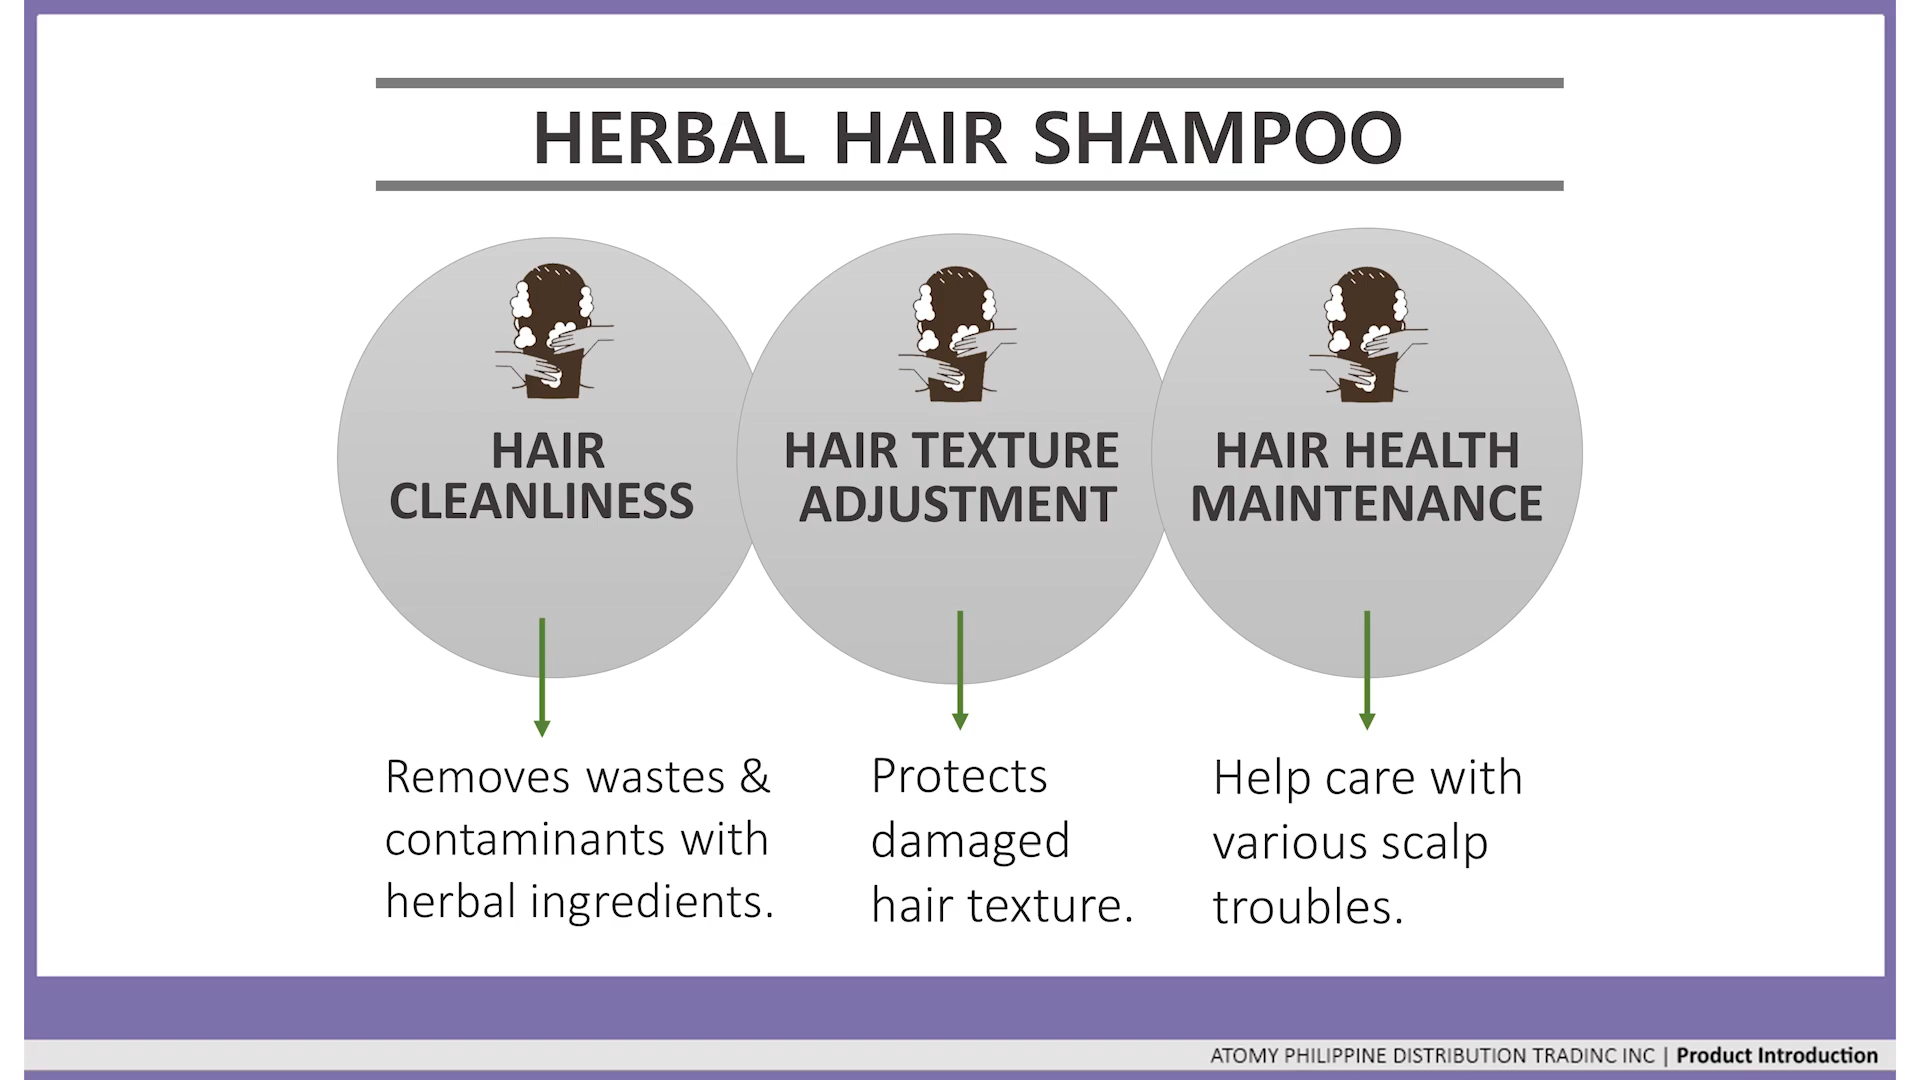 HERBAL HAIR SHAMPOO
HAIR
CLEANLINESS
HAIR TEXTURE
ADJUSTMENT
HAIR HEALTH
MAINTENANCE
Removes wastes &
contaminants with
herbal ingredients.
Protects
damaged
hair texture.
Help care with
various scalp
troubles.
ATOMY PHILIPPINE DISTRIBUTION TRADINC INC | Product Introduction